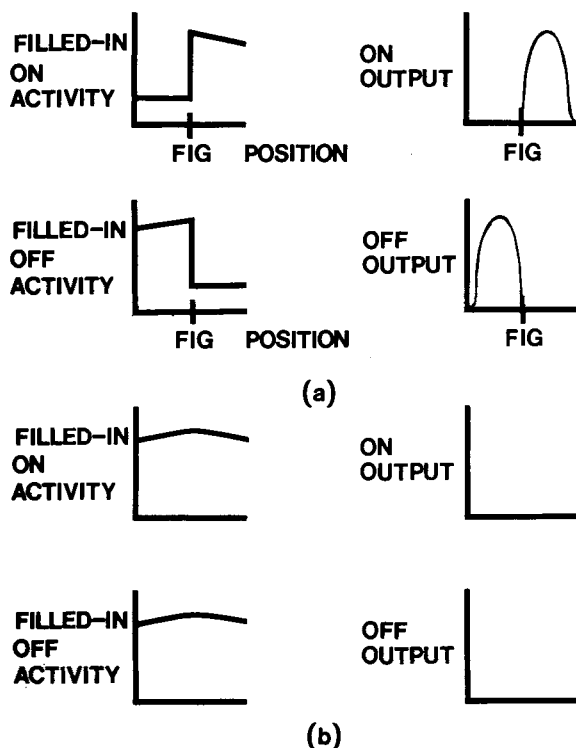 FILLED-IN
ON
ACTIVITY
FIG POSITION
ON
OUTPUT
FIG
FILLED-IN
OFF
ACTIVITY
FIG POSITION
OFF
OUTPUT
FIG
(a)
FILLED-IN
ON
ACTIVITY
ON
OUTPUT
FILLED-IN
OFF
ACTIVITY
OFF
OUTPUT
(b)